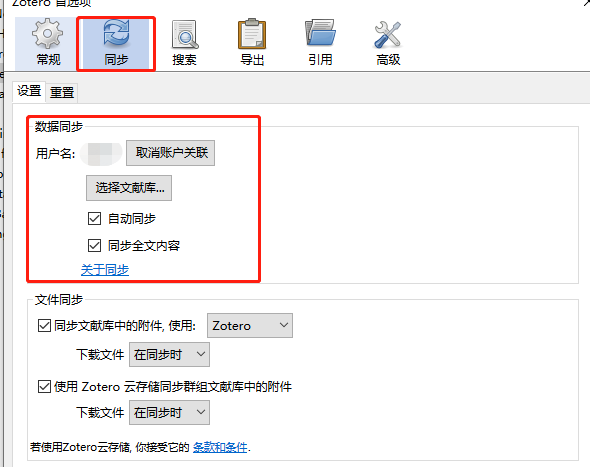 Zotero 首选项
常规 同步 搜索 导出 引用 高级
设置 重置
数据同步
用户名: 取消账户关联
选择文献库...
自动同步
同步全文内容
关于同步
文件同步
同步文献库中的附件, 使用: Zotero
下载文件 在同步时
使用 Zotero 云存储同步群组文献库中的附件
下载文件 在同步时
若使用Zotero云存储, 你接受它的 条款和条件.